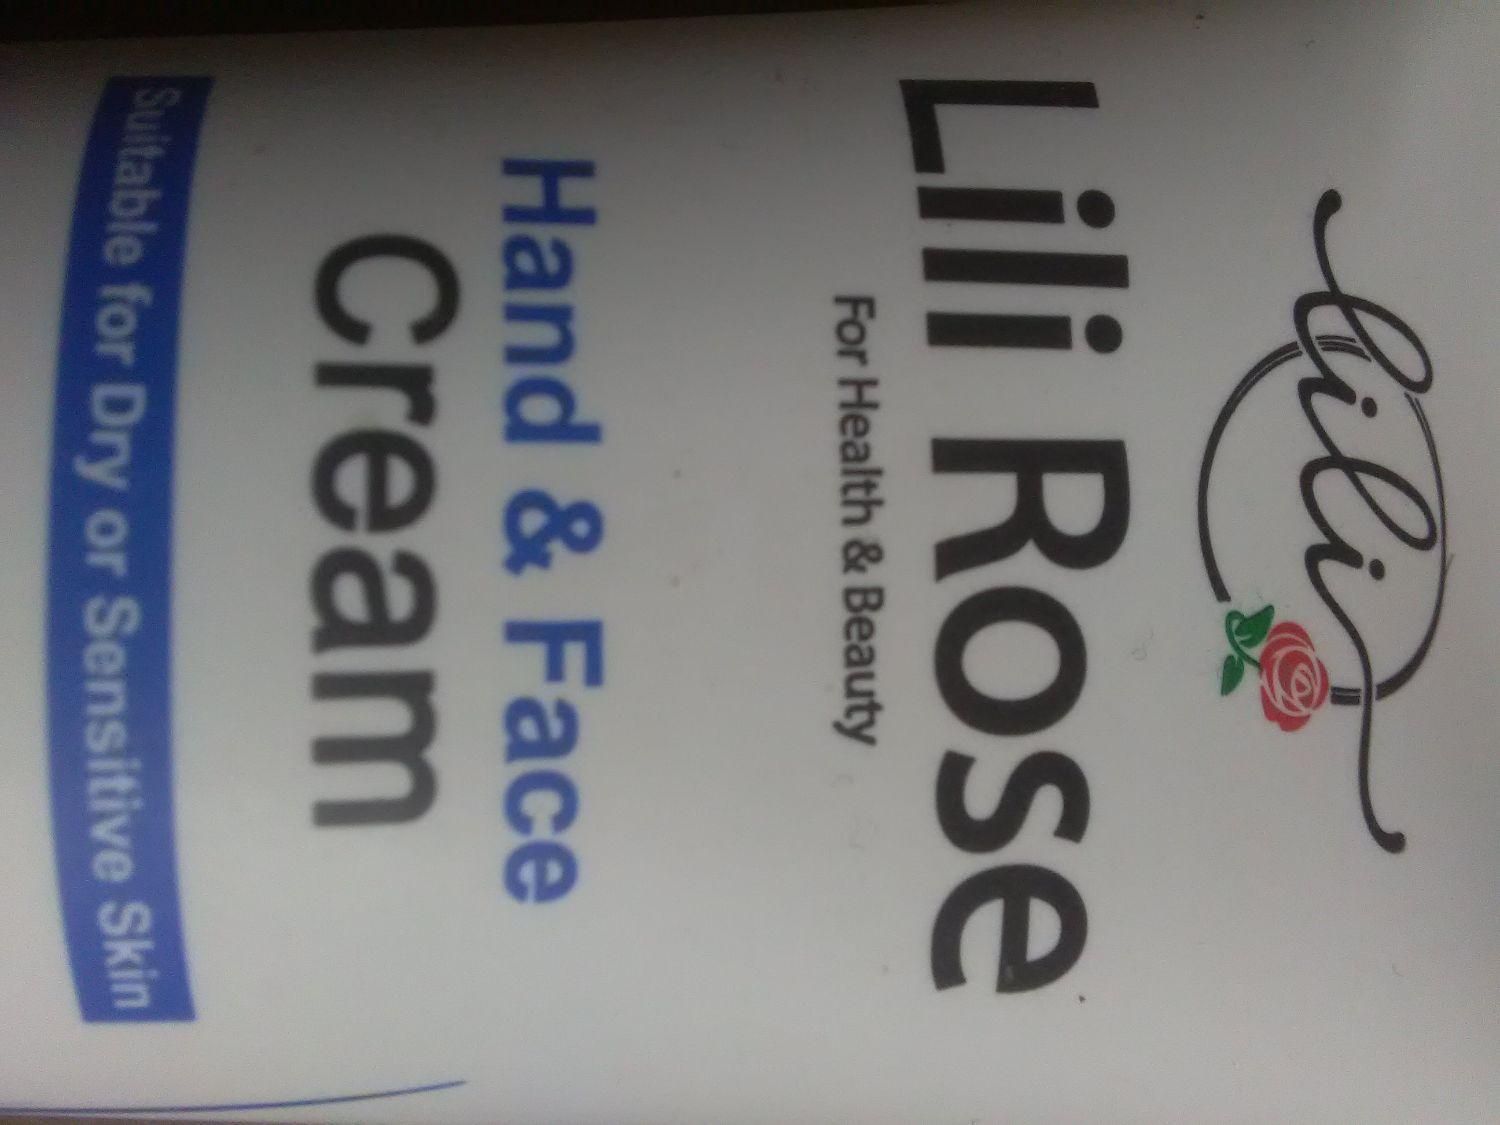 lili
Lili Rose
For Health & Beauty
Hand & Face
Cream
Suitable for Dry or Sensitive Skin